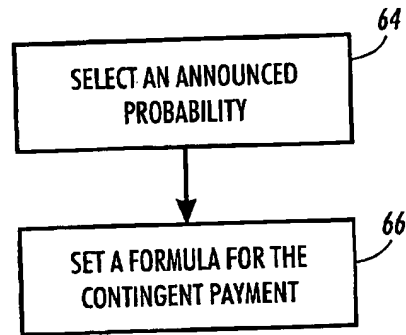 64
SELECT AN ANNOUNCED
PROBABILITY
66
SET A FORMULA FOR THE
CONTINGENT PAYMENT